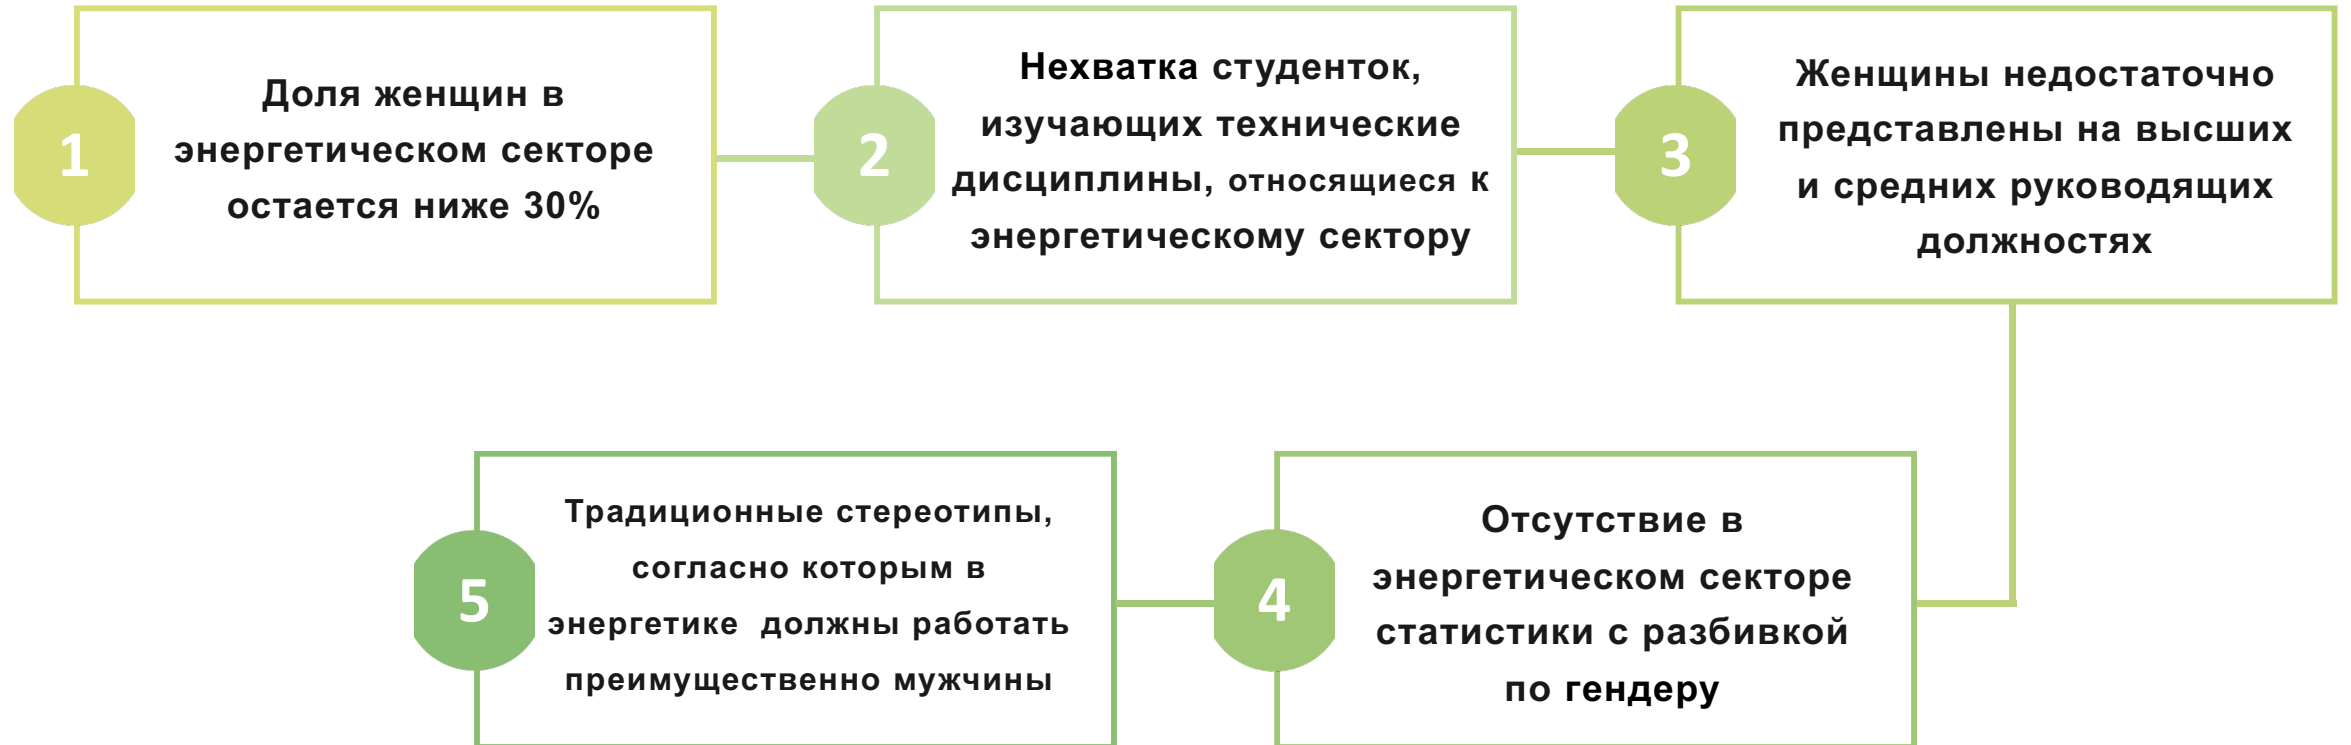 1
Доля женщин в
энергетическом секторе
остается ниже 30%
2
Нехватка студенток,
изучающих технические
дисциплины, относящиеся к
энергетическому сектору
3
Женщины недостаточно
представлены на высших
и средних руководящих
должностях
4
Отсутствие в
энергетическом секторе
статистики с разбивкой
по гендеру
5
Традиционные стереотипы,
согласно которым в
энергетике  должны работать
преимущественно мужчины